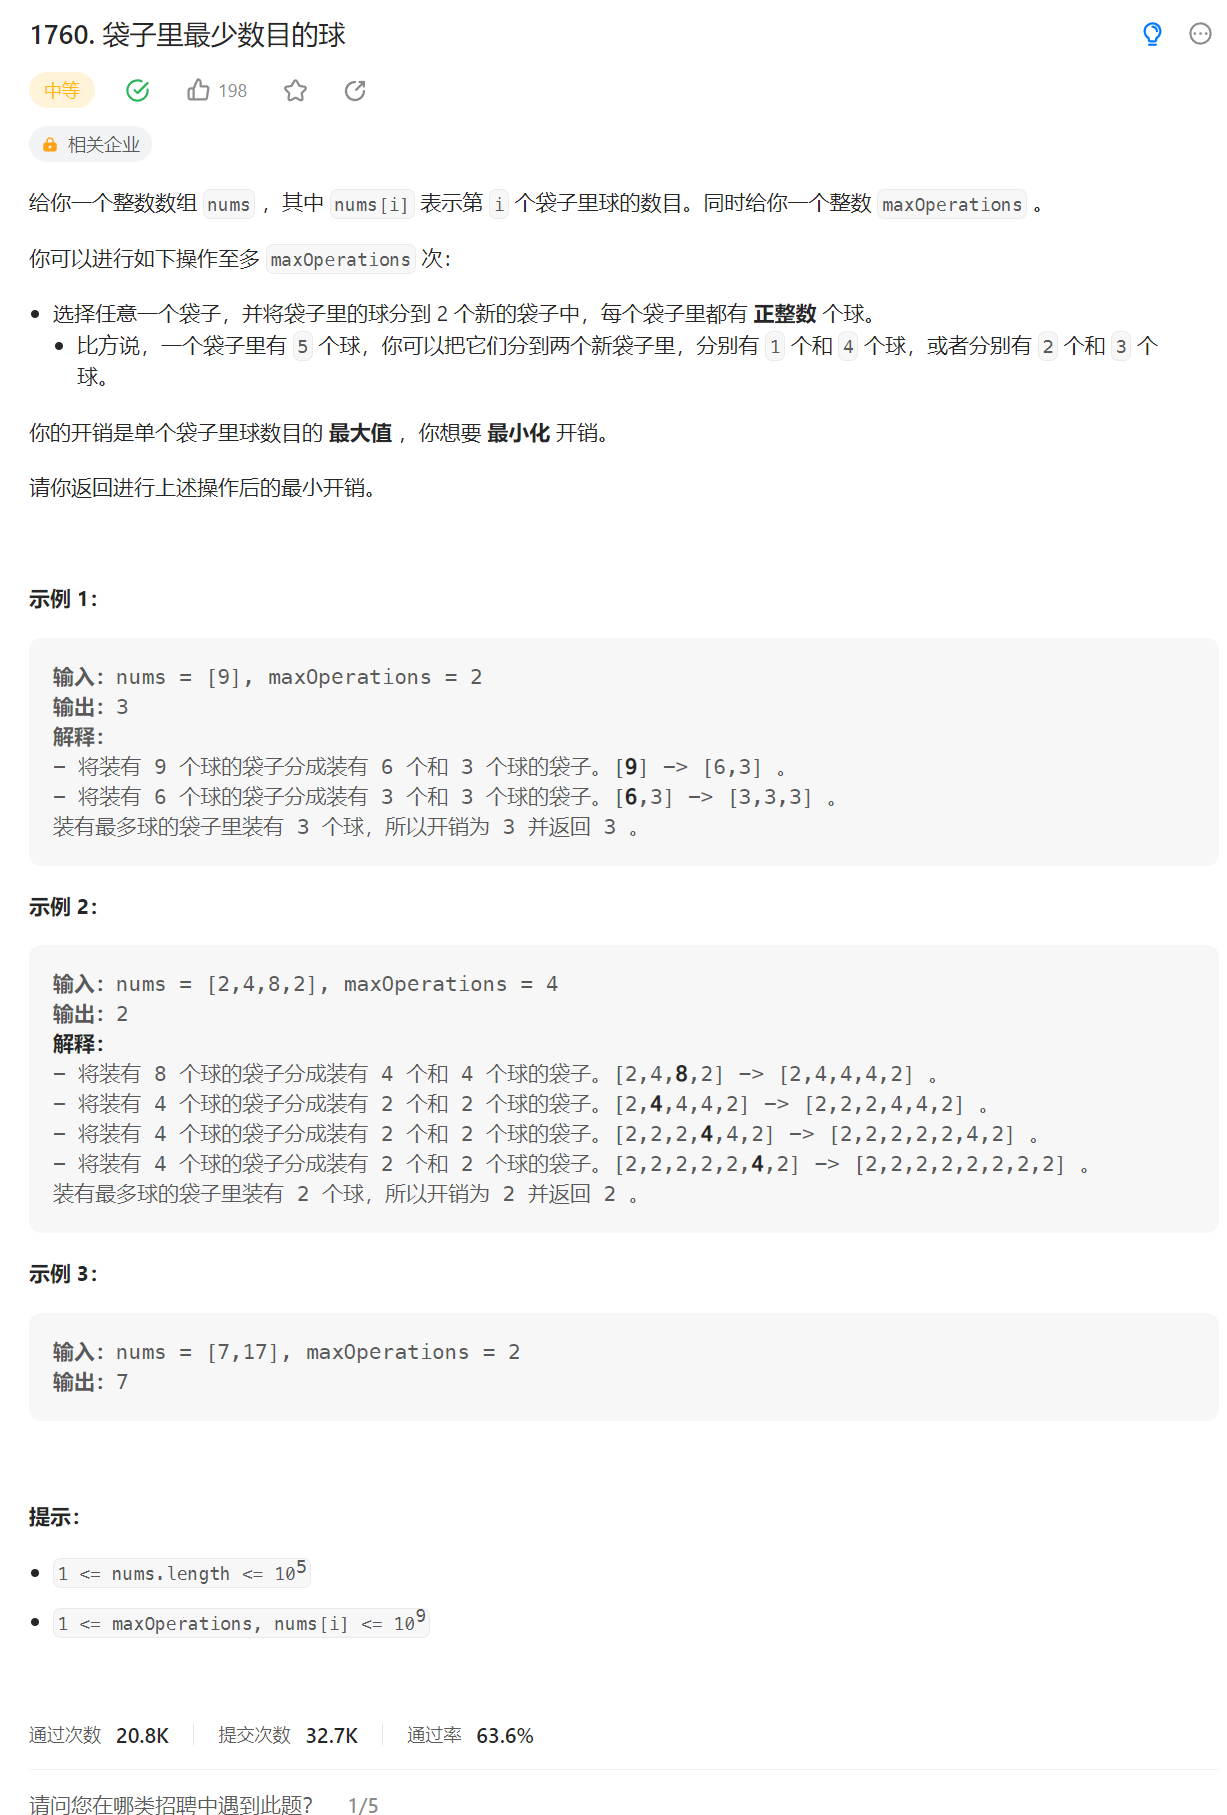 1760. 袋子里最少数目的球
中等 198
相关企业
给你一个整数数组 nums ，其中 nums[i] 表示第 i 个袋子里球的数目。同时给你一个整数 maxOperations 。
你可以进行如下操作至多 maxOperations 次：
• 选择任意一个袋子，并将袋子里的球分到 2 个新的袋子中，每个袋子里都有 正整数 个球。
• 比方说，一个袋子里有 5 个球，你可以把它们分到两个新袋子里，分别有 1 个和 4 个球，或者分别有 2 个和 3 个
球。
你的开销是单个袋子里球数目的 最大值 ，你想要 最小化 开销。
请你返回进行上述操作后的最小开销。
示例 1：
输入：nums = [9], maxOperations = 2
输出：3
解释：
- 将装有 9 个球的袋子分成装有 6 个和 3 个球的袋子。[9] -> [6,3] 。
- 将装有 6 个球的袋子分成装有 3 个和 3 个球的袋子。[6,3] -> [3,3,3] 。
装有最多球的袋子里装有 3 个球，所以开销为 3 并返回 3 。
示例 2：
输入：nums = [2,4,8,2], maxOperations = 4
输出：2
解释：
- 将装有 8 个球的袋子分成装有 4 个和 4 个球的袋子。[2,4,8,2] -> [2,4,4,4,2] 。
- 将装有 4 个球的袋子分成装有 2 个和 2 个球的袋子。[2,4,4,4,2] -> [2,2,2,4,4,2] 。
- 将装有 4 个球的袋子分成装有 2 个和 2 个球的袋子。[2,2,2,4,4,2] -> [2,2,2,2,2,4,2] 。
- 将装有 4 个球的袋子分成装有 2 个和 2 个球的袋子。[2,2,2,2,2,4,2] -> [2,2,2,2,2,2,2,2] 。
装有最多球的袋子里装有 2 个球，所以开销为 2 并返回 2 。
示例 3：
输入：nums = [7,17], maxOperations = 2
输出：7
提示：
• 1 <= nums.length <= 10⁵
• 1 <= maxOperations, nums[i] <= 10⁹
通过次数 20.8K 提交次数 32.7K 通过率 63.6%
请问您在哪类招聘中遇到此题？ 1/5